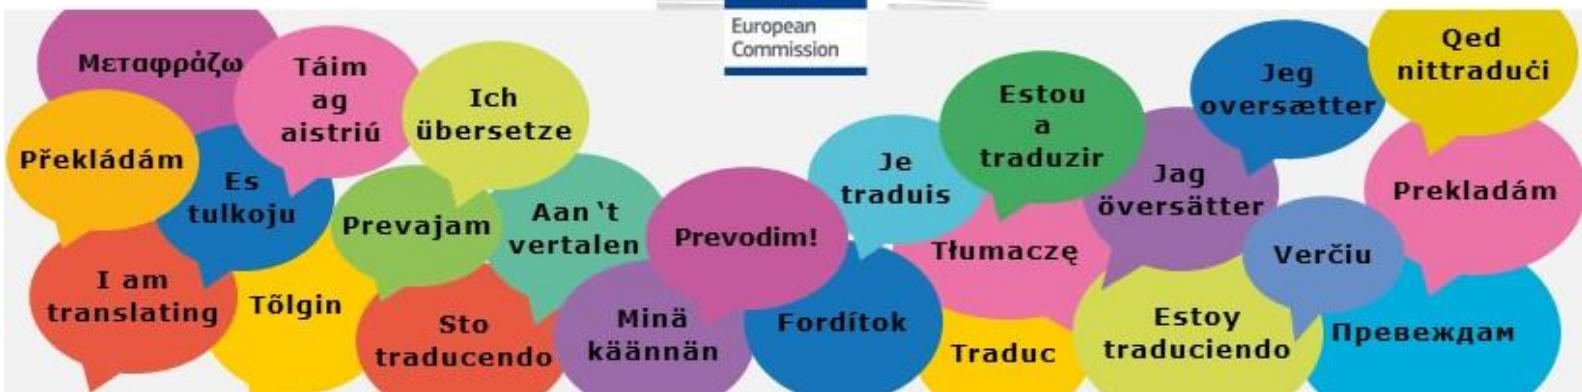 European
Commission
Μεταφράζω
Táim
ag
aistriú
Ich
übersetze
Překládám
Es
tulkoju
Prevajam
Aan 't
vertalen
I am
translating
Tõlgin
Sto
traducendo
Minä
käännän
Prevodim!
Fordítok
Je
traduis
Estou
a
traduzir
Tłumaczę
Traduc
Jag
översätter
Jeg
oversætter
Qed
nittraduċi
Prekladám
Verčiu
Estoy
traduciendo
Превеждам